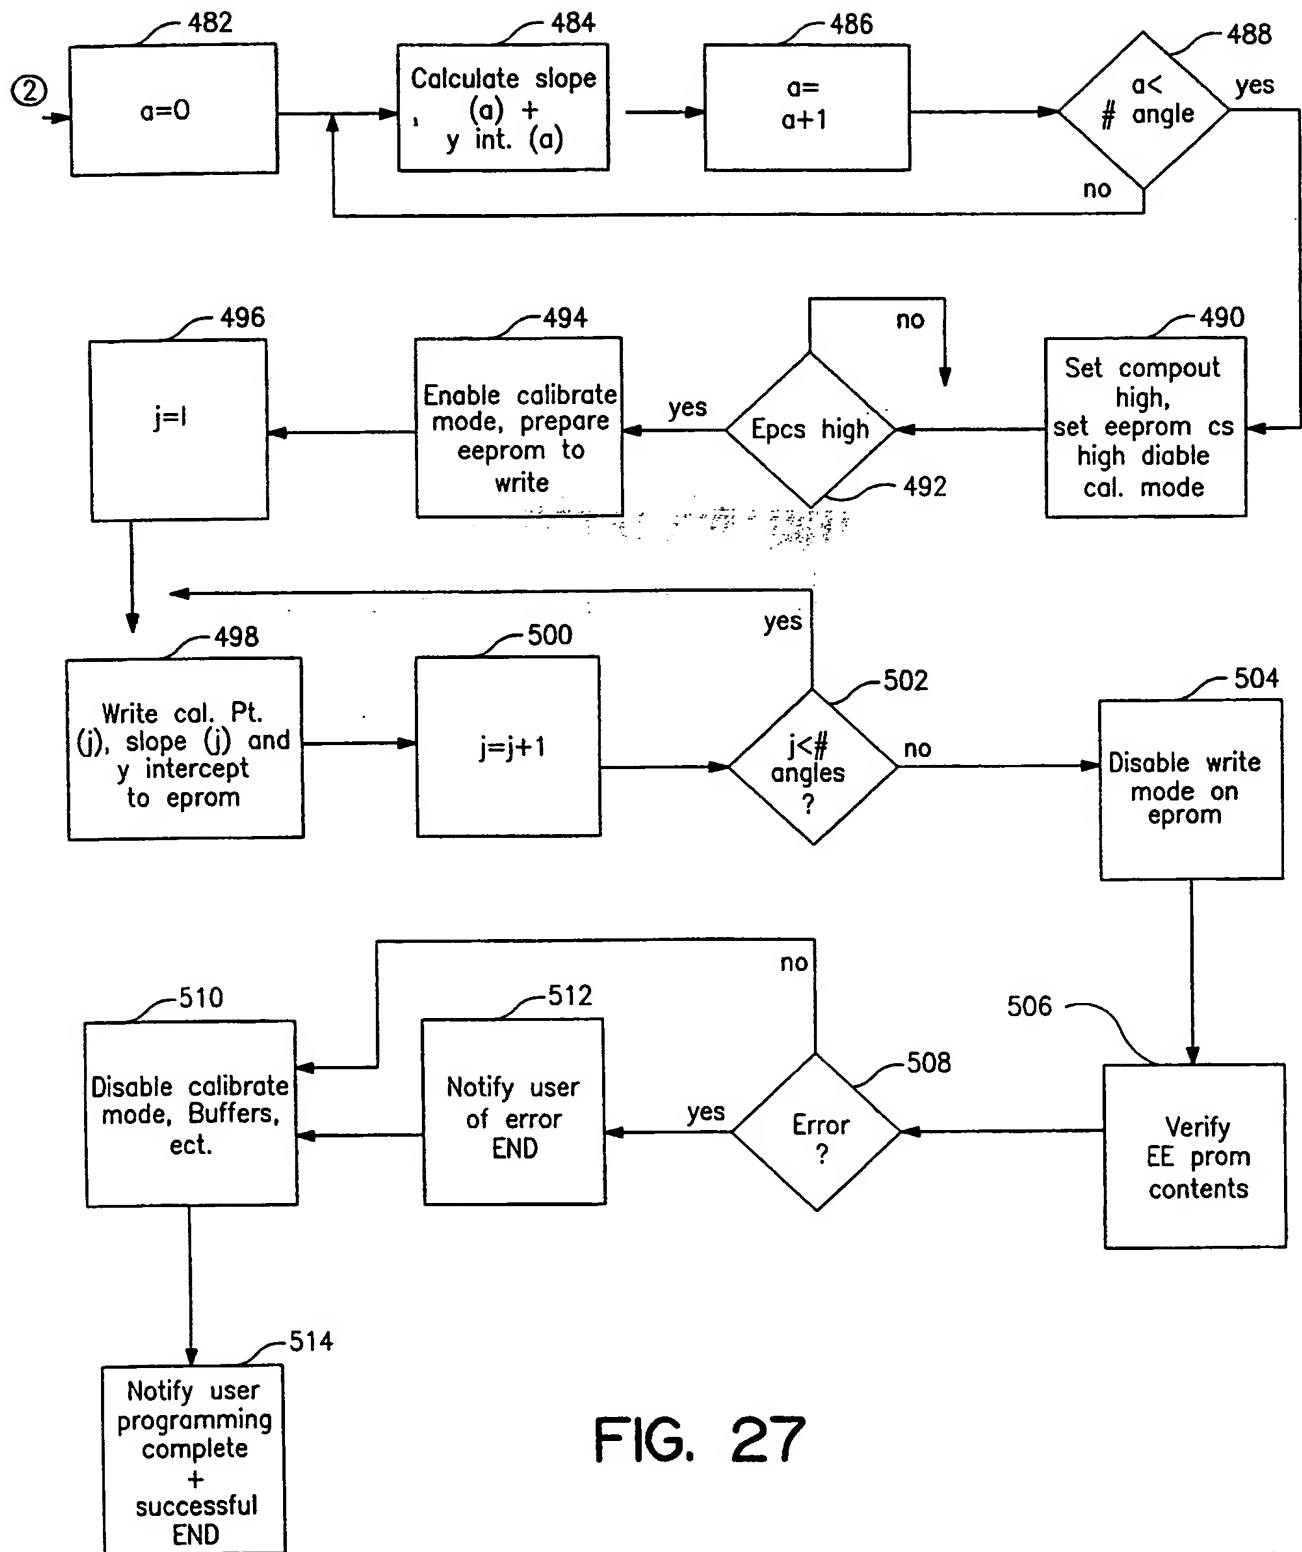 482
484
486
488
②
a=0
Calculate slope
(a) +
y int. (a)
a=
a+1
a<
# angle
yes
no
496
494
no
490
j=l
Enable calibrate
mode, prepare
eeprom to
write
yes
Epcs high
492
Set compout
high,
set eeprom cs
high diable
cal. mode
yes
498
500
502
504
Write cal. Pt.
(j), slope (j) and
y intercept
to eprom
j=j+1
j<#
angles
?
no
Disable write
mode on
eprom
no
510
512
508
506
Disable calibrate
mode, Buffers,
ect.
Notify user
of error
END
yes
Error
?
Verify
EE prom
contents
514
Notify user
programming
complete
+
successful
END
FIG. 27